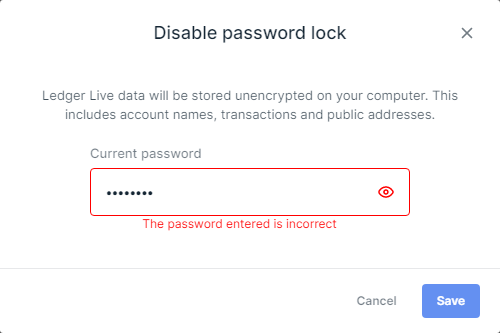 Disable password lock
Ledger Live data will be stored unencrypted on your computer. This
includes account names, transactions and public addresses.
Current password
••••••••
The password entered is incorrect
Cancel
Save